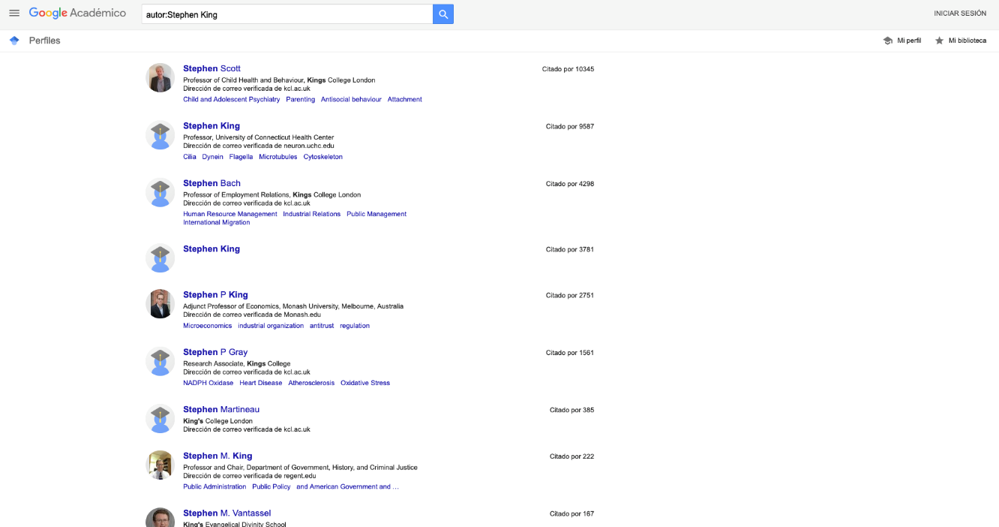 Google Académico
autor:Stephen King
INICIAR SESIÓN
Perfiles
Mi perfil
Mi biblioteca
Stephen Scott
Citado por 10345
Professor of Child Health and Behaviour, Kings College London
Dirección de correo verificada de kcl.ac.uk
Child and Adolescent Psychiatry Parenting Antisocial behaviour Attachment
Stephen King
Citado por 9587
Professor, University of Connecticut Health Center
Dirección de correo verificada de neuron.uchc.edu
Cilia Dynein Flagella Microtubules Cytoskeleton
Stephen Bach
Citado por 4298
Professor of Employment Relations, Kings College London
Dirección de correo verificada de kcl.ac.uk
Human Resource Management Industrial Relations Public Management
International Migration
Stephen King
Citado por 3781
Stephen P King
Citado por 2751
Adjunct Professor of Economics, Monash University, Melbourne, Australia
Dirección de correo verificada de Monash.edu
Microeconomics industrial organization antitrust regulation
Stephen P Gray
Citado por 1561
Research Associate, Kings College
Dirección de correo verificada de kcl.ac.uk
NADPH Oxidase Heart Disease Atherosclerosis Oxidative Stress
Stephen Martineau
Citado por 385
King's College London
Dirección de correo verificada de kcl.ac.uk
Stephen M. King
Citado por 222
Professor and Chair, Department of Government, History, and Criminal Justice
Dirección de correo verificada de regent.edu
Public Administration Public Policy and American Government and …
Stephen M. Vantassel
Citado por 167
King's Evangelical Divinity School